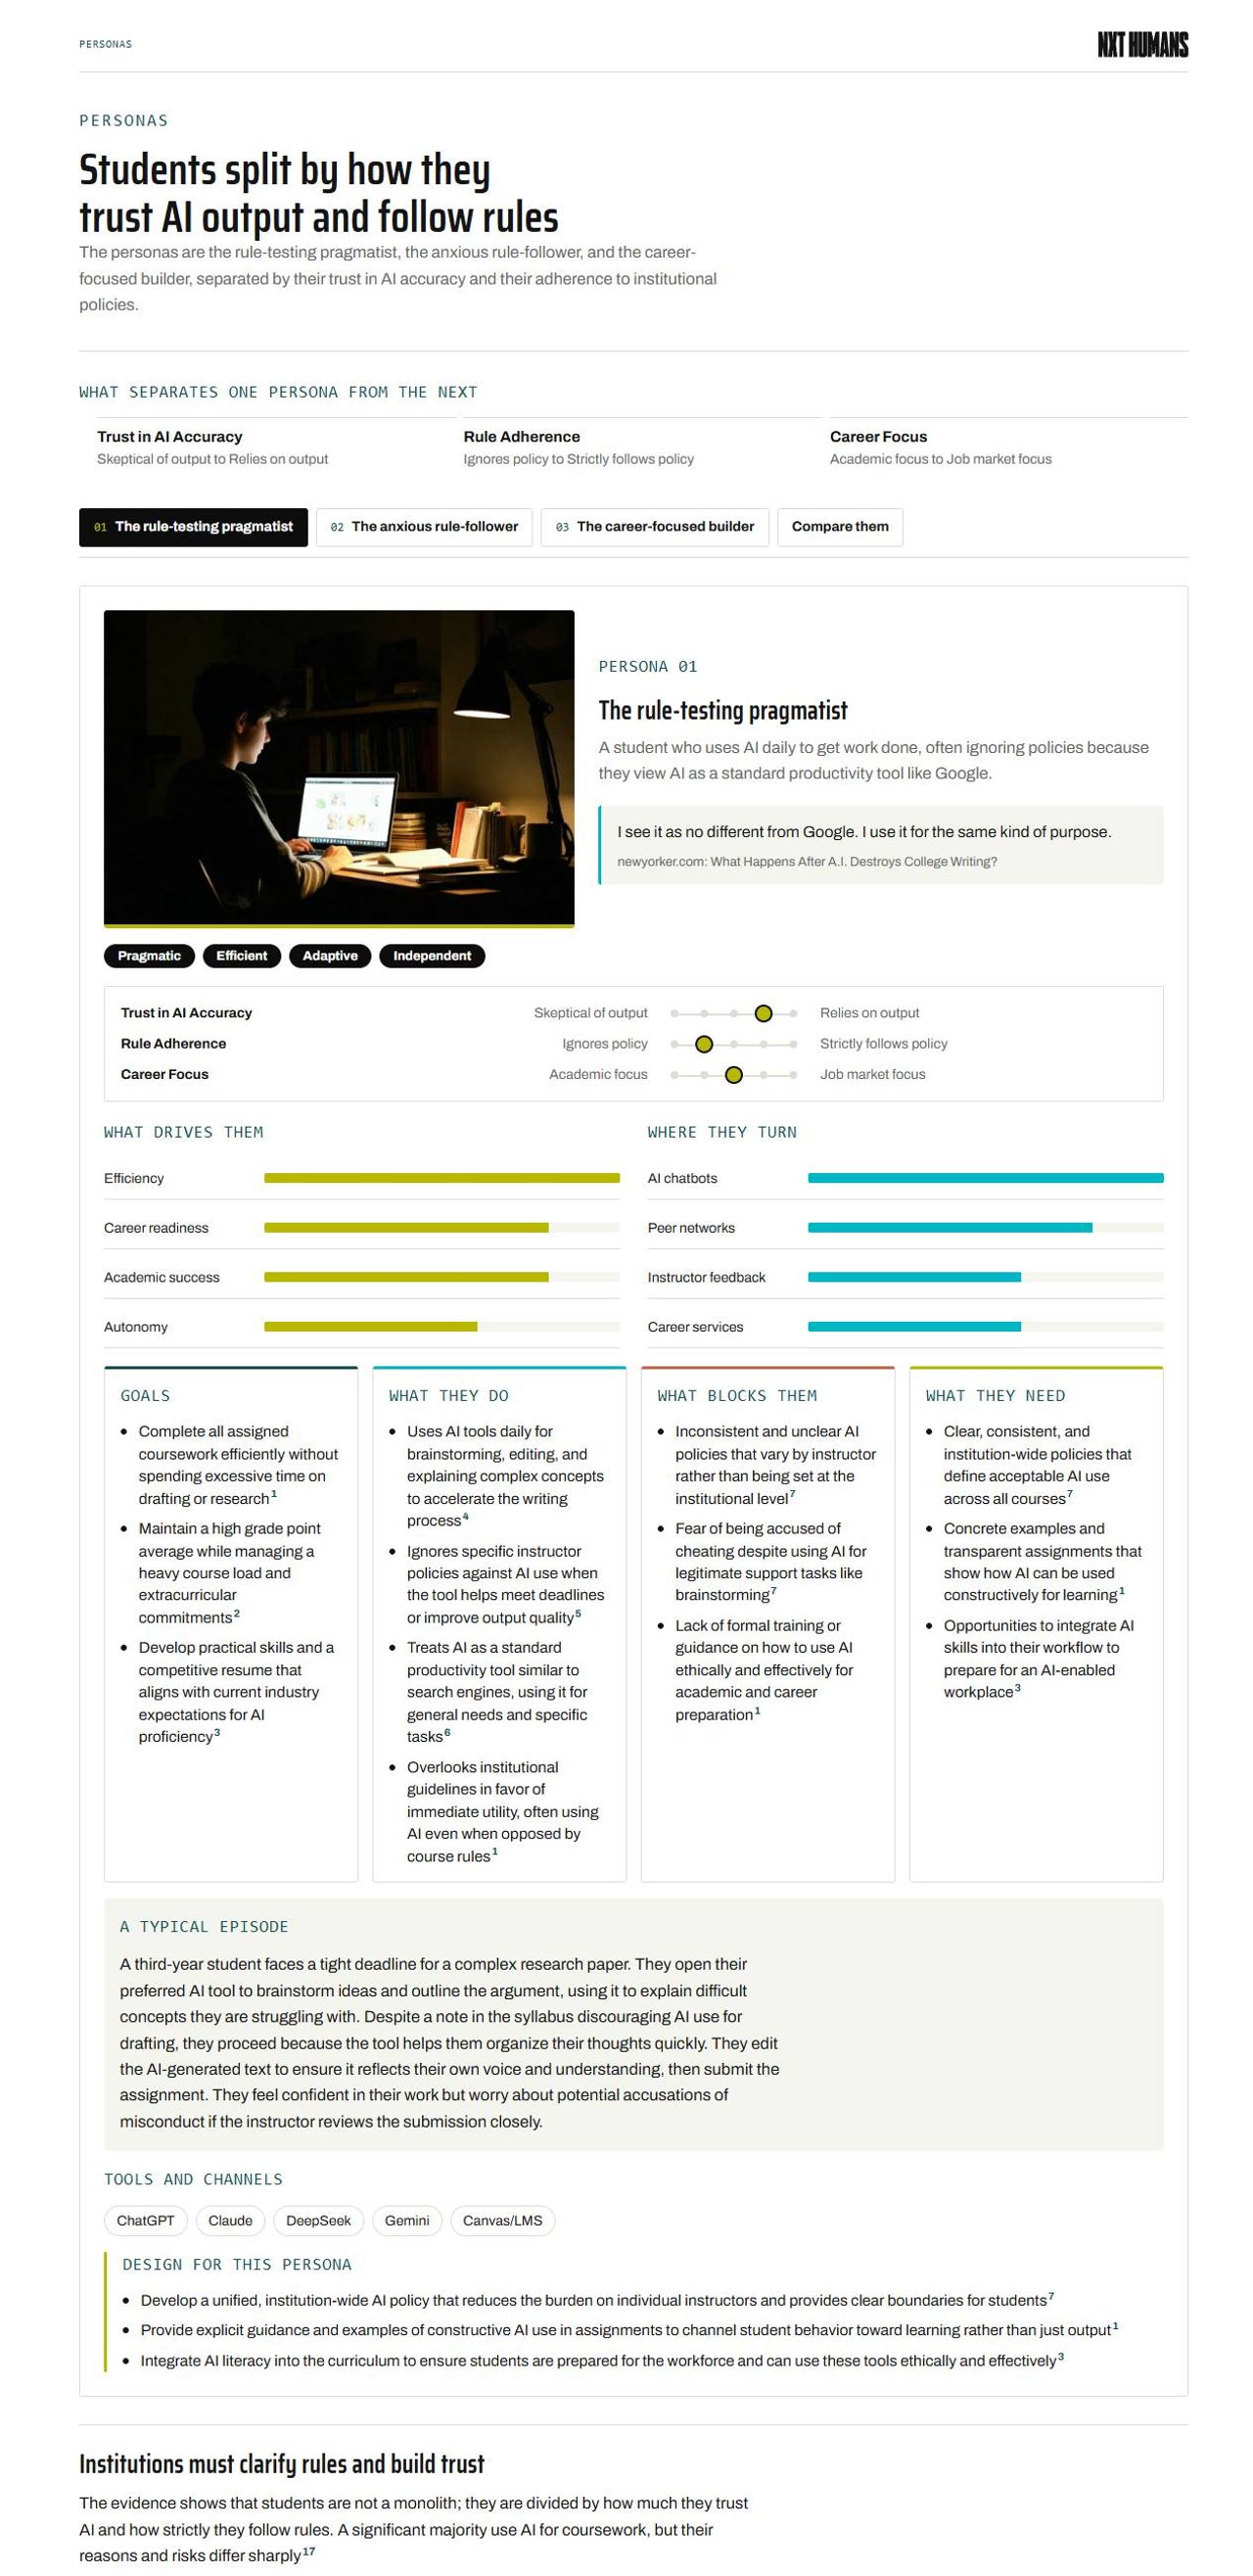 PERSONAS
NXT HUMANS
PERSONAS
Students split by how they
trust AI output and follow rules
The personas are the rule-testing pragmatist, the anxious rule-follower, and the career-
focused builder, separated by their trust in AI accuracy and their adherence to institutional
policies.
WHAT SEPARATES ONE PERSONA FROM THE NEXT
Trust in AI Accuracy
Skeptical of output to Relies on output
Rule Adherence
Ignores policy to Strictly follows policy
Career Focus
Academic focus to Job market focus
01 The rule-testing pragmatist
02 The anxious rule-follower
03 The career-focused builder
Compare them
PERSONA 01
The rule-testing pragmatist
A student who uses AI daily to get work done, often ignoring policies because
they view AI as a standard productivity tool like Google.
I see it as no different from Google. I use it for the same kind of purpose.
newyorker.com: What Happens After A.I. Destroys College Writing?
Pragmatic
Efficient
Adaptive
Independent
Trust in AI Accuracy Skeptical of output Relies on output
Rule Adherence Ignores policy Strictly follows policy
Career Focus Academic focus Job market focus
WHAT DRIVES THEM
Efficiency
Career readiness
Academic success
Autonomy
WHERE THEY TURN
AI chatbots
Peer networks
Instructor feedback
Career services
GOALS
• Complete all assigned
coursework efficiently without
spending excessive time on
drafting or research1
• Maintain a high grade point
average while managing a
heavy course load and
extracurricular
commitments2
• Develop practical skills and a
competitive resume that
aligns with current industry
expectations for AI
proficiency3
WHAT THEY DO
• Uses AI tools daily for
brainstorming, editing, and
explaining complex concepts
to accelerate the writing
process4
• Ignores specific instructor
policies against AI use when
the tool helps meet deadlines
or improve output quality5
• Treats AI as a standard
productivity tool similar to
search engines, using it for
general needs and specific
tasks6
• Overlooks institutional
guidelines in favor of
immediate utility, often using
AI even when opposed by
course rules1
WHAT BLOCKS THEM
• Inconsistent and unclear AI
policies that vary by instructor
rather than being set at the
institutional level7
• Fear of being accused of
cheating despite using AI for
legitimate support tasks like
brainstorming7
• Lack of formal training or
guidance on how to use AI
ethically and effectively for
academic and career
preparation1
WHAT THEY NEED
• Clear, consistent, and
institution-wide policies that
define acceptable AI use
across all courses7
• Concrete examples and
transparent assignments that
show how AI can be used
constructively for learning1
• Opportunities to integrate AI
skills into their workflow to
prepare for an AI-enabled
workplace3
A TYPICAL EPISODE
A third-year student faces a tight deadline for a complex research paper. They open their
preferred AI tool to brainstorm ideas and outline the argument, using it to explain difficult
concepts they are struggling with. Despite a note in the syllabus discouraging AI use for
drafting, they proceed because the tool helps them organize their thoughts quickly. They edit
the AI-generated text to ensure it reflects their own voice and understanding, then submit the
assignment. They feel confident in their work but worry about potential accusations of
misconduct if the instructor reviews the submission closely.
TOOLS AND CHANNELS
ChatGPT
Claude
DeepSeek
Gemini
Canvas/LMS
DESIGN FOR THIS PERSONA
• Develop a unified, institution-wide AI policy that reduces the burden on individual instructors and provides clear boundaries for students7
• Provide explicit guidance and examples of constructive AI use in assignments to channel student behavior toward learning rather than just output1
• Integrate AI literacy into the curriculum to ensure students are prepared for the workforce and can use these tools ethically and effectively3
Institutions must clarify rules and build trust
The evidence shows that students are not a monolith; they are divided by how much they trust
AI and how strictly they follow rules. A significant majority use AI for coursework, but their
reasons and risks differ sharply17